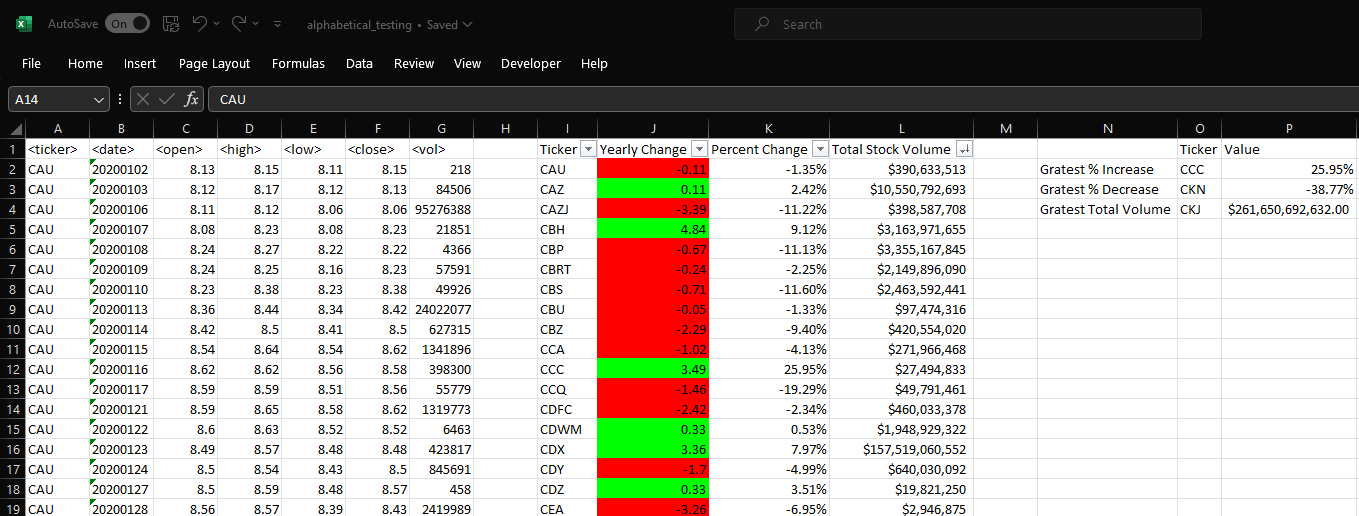 AutoSave On alphabetical_testing • Saved Search
File Home Insert Page Layout Formulas Data Review View Developer Help
A14 fx CAU
A B C D E F G H I J K L M N O P
1 <ticker> <date> <open> <high> <low> <close> <vol> Ticker Yearly Change Percent Change Total Stock Volume Ticker Value
2 CAU 20200102 8.13 8.15 8.11 8.15 218 CAU -0.11 -1.35% $390,633,513 Gratest % Increase CCC 25.95%
3 CAU 20200103 8.12 8.17 8.12 8.13 84506 CAZ 0.11 2.42% $10,550,792,693 Gratest % Decrease CKN -38.77%
4 CAU 20200106 8.11 8.12 8.06 8.06 95276388 CAZJ -3.39 -11.22% $398,587,708 Gratest Total Volume CKJ $261,650,692,632.00
5 CAU 20200107 8.08 8.23 8.08 8.23 21851 CBH 4.84 9.12% $3,163,971,655
6 CAU 20200108 8.24 8.27 8.22 8.22 4366 CBP -0.67 -11.13% $3,355,167,845
7 CAU 20200109 8.24 8.25 8.16 8.23 57591 CBRT -0.24 -2.25% $2,149,896,090
8 CAU 20200110 8.23 8.38 8.23 8.38 49926 CBS -0.71 -11.60% $2,463,592,441
9 CAU 20200113 8.36 8.44 8.34 8.42 24022077 CBU -0.05 -1.33% $97,474,316
10 CAU 20200114 8.42 8.5 8.41 8.5 627315 CBZ -2.29 -9.40% $420,554,020
11 CAU 20200115 8.54 8.64 8.54 8.62 1341896 CCA -1.02 -4.13% $271,966,468
12 CAU 20200116 8.62 8.62 8.56 8.58 398300 CCC 3.49 25.95% $27,494,833
13 CAU 20200117 8.59 8.59 8.51 8.56 55779 CCQ -1.46 -19.29% $49,791,461
14 CAU 20200121 8.59 8.65 8.58 8.62 1319773 CDFC -2.42 -2.34% $460,033,378
15 CAU 20200122 8.6 8.63 8.52 8.52 6463 CDWM 0.33 0.53% $1,948,929,322
16 CAU 20200123 8.49 8.57 8.48 8.48 423817 CDX 3.36 7.97% $157,519,060,552
17 CAU 20200124 8.5 8.54 8.43 8.5 845691 CDY -1.7 -4.99% $640,030,092
18 CAU 20200127 8.5 8.59 8.48 8.57 458 CDZ 0.33 3.51% $19,821,250
19 CAU 20200128 8.56 8.57 8.39 8.43 2419989 CEA -3.26 -6.95% $2,946,875